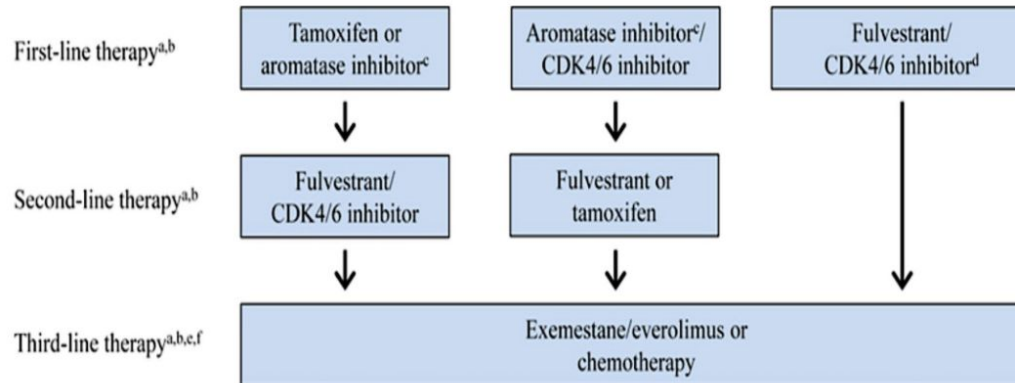 First-line therapyᵃ,ᵇ
Tamoxifen or
aromatase inhibitorᶜ
Aromatase inhibitorᶜ/
CDK4/6 inhibitor
Fulvestrant/
CDK4/6 inhibitorᵈ
Second-line therapyᵃ,ᵇ
Fulvestrant/
CDK4/6 inhibitor
Fulvestrant or
tamoxifen
Third-line therapyᵃ,ᵇ,ᵉ,ᶠ
Exemestane/everolimus or
chemotherapy